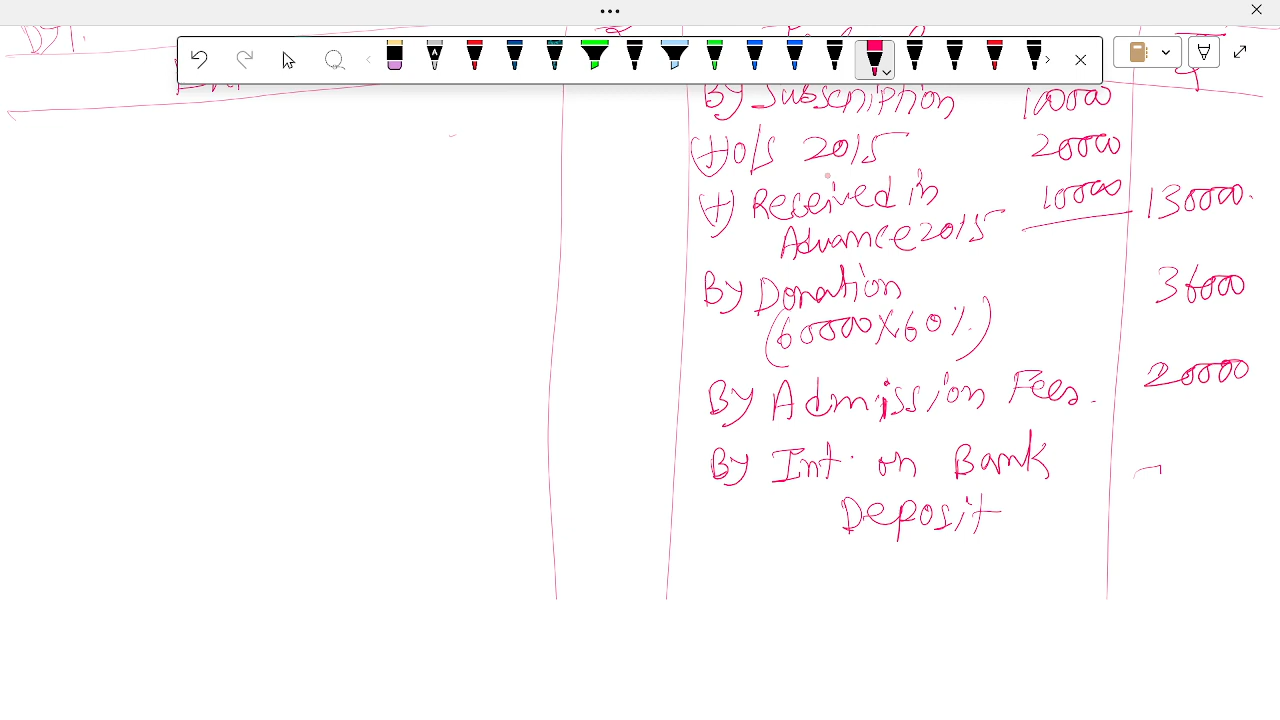 By Subscription 100000
(+) O/s 2015 20000
(+) Received in 10000 130000.
Advance 2015
By Donation 36000
(60000 X 60%)
By Admission Fees. 20000
By Int. on Bank
Deposit